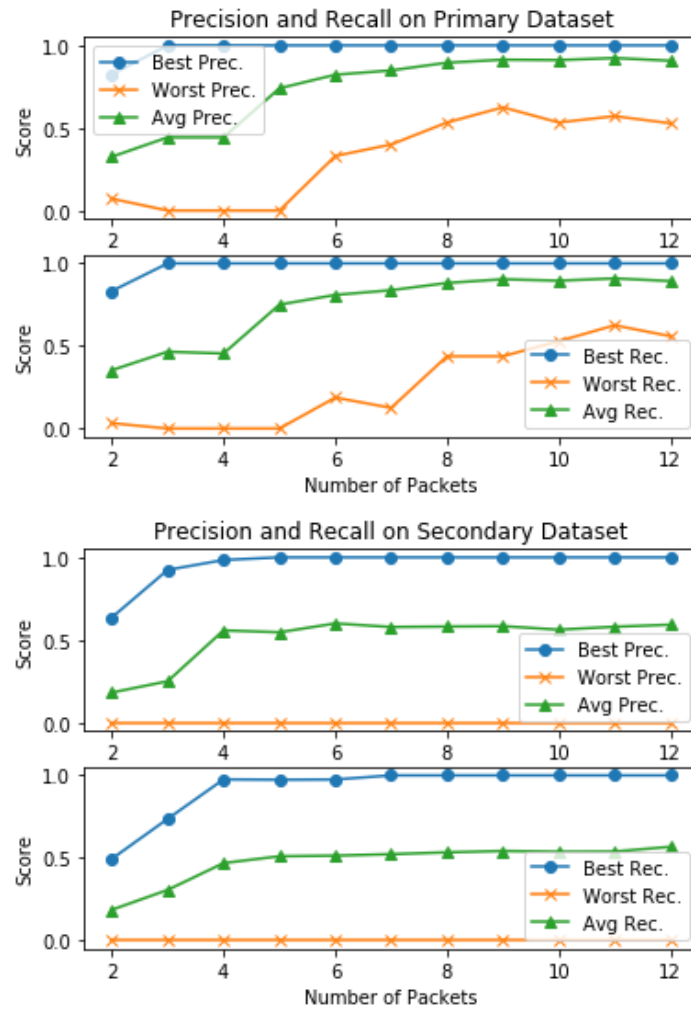 Precision and Recall on Primary Dataset
1.0
0.5
0.0
Score
Best Prec.
Worst Prec.
Avg Prec.
2 4 6 8 10 12
1.0
0.5
0.0
Score
Best Rec.
Worst Rec.
Avg Rec.
2 4 6 8 10 12
Number of Packets
Precision and Recall on Secondary Dataset
1.0
0.5
0.0
Score
Best Prec.
Worst Prec.
Avg Prec.
2 4 6 8 10 12
1.0
0.5
0.0
Score
Best Rec.
Worst Rec.
Avg Rec.
2 4 6 8 10 12
Number of Packets